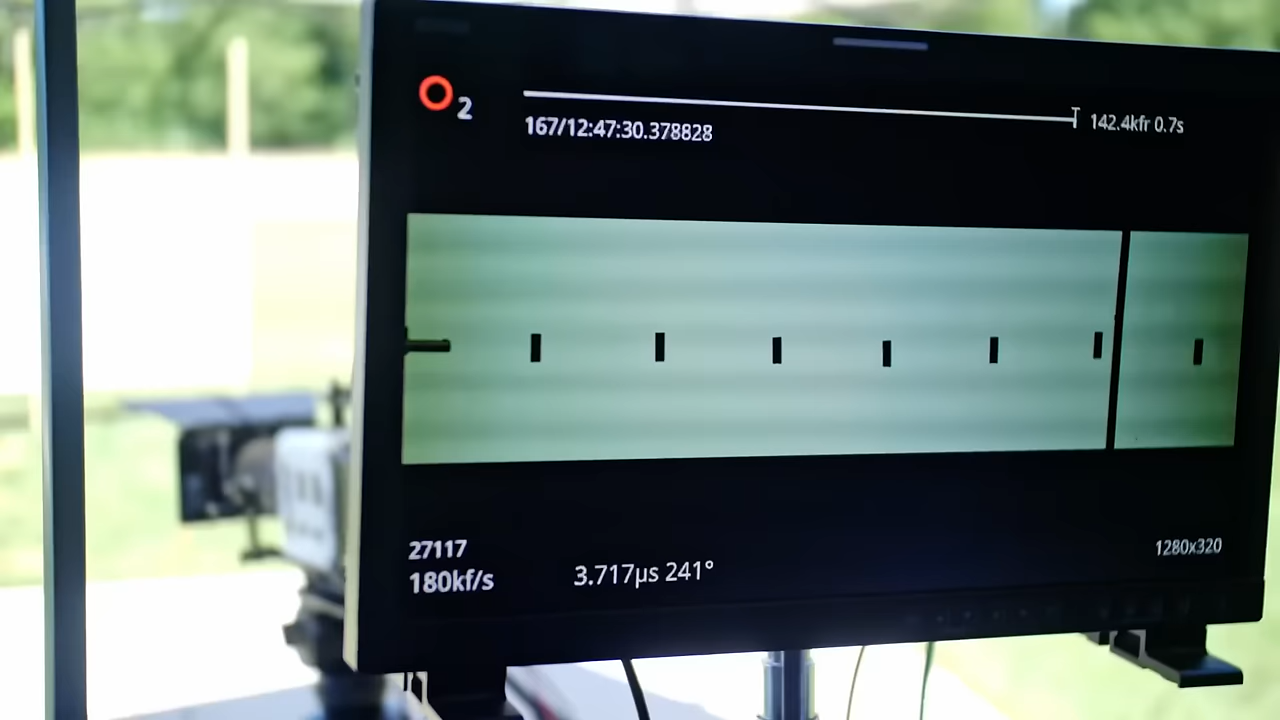 2
142.4kfr 0.7s
167/12:47:30.378828
27117
180kf/s
3.717µs 241°
1280x320